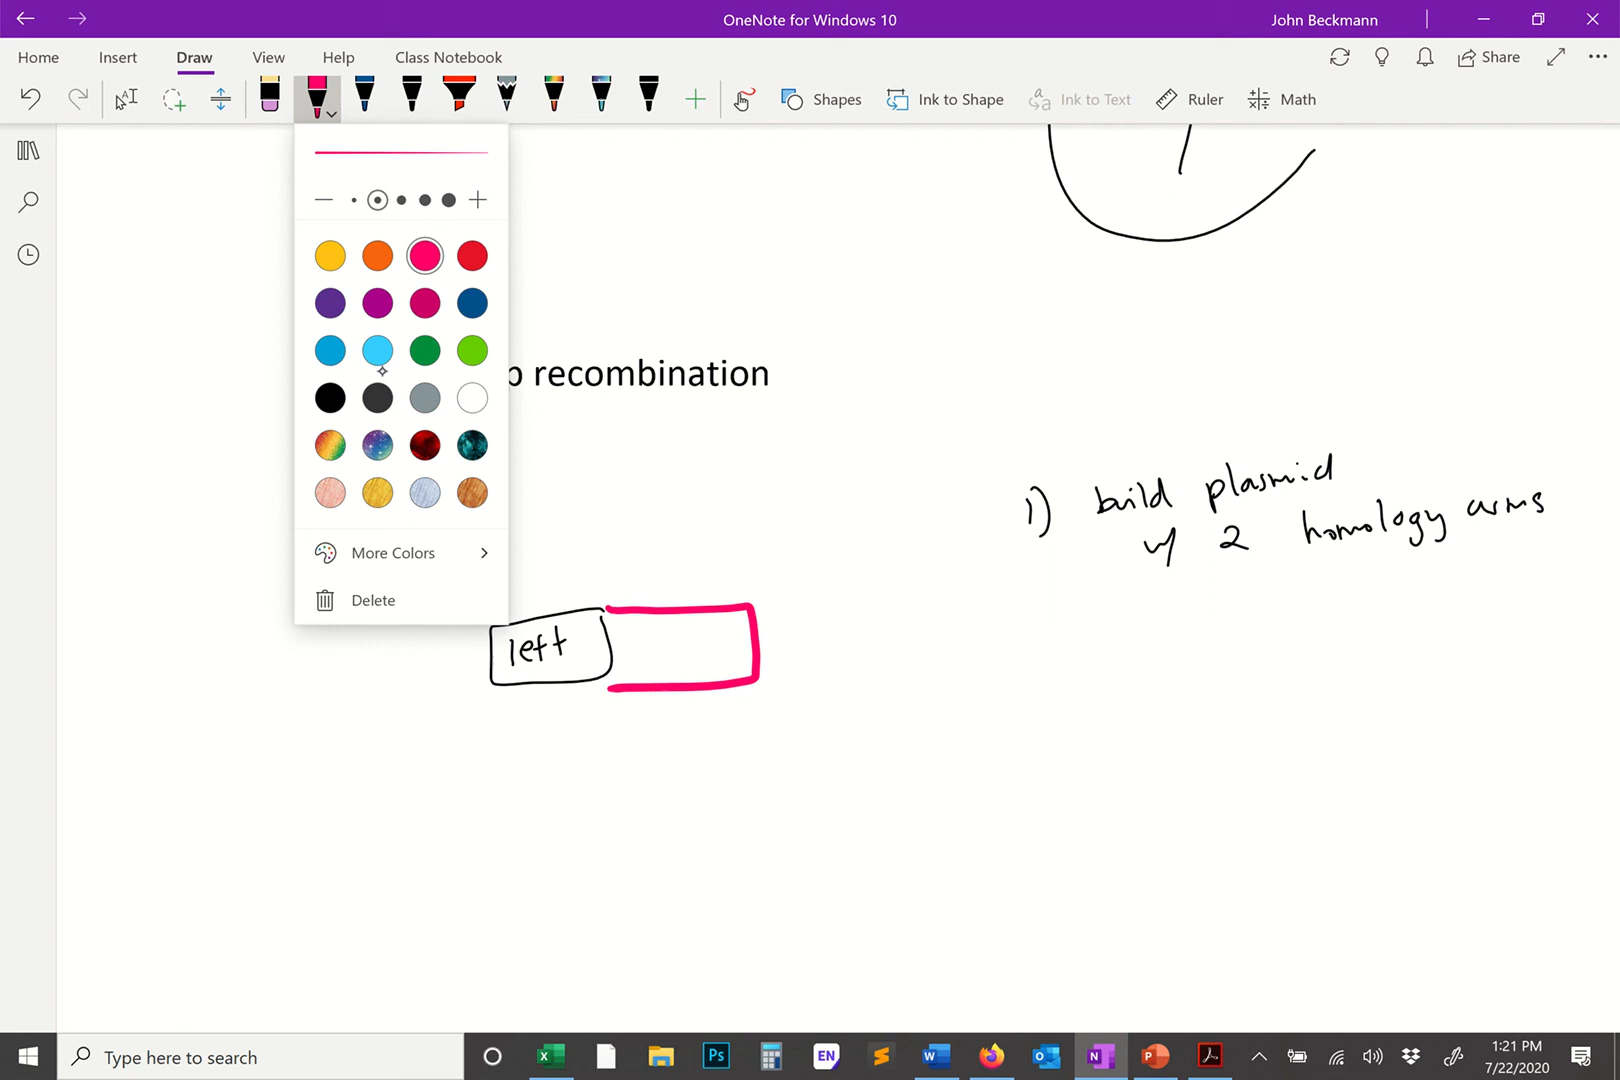 OneNote for Windows 10
John Beckmann
Home Insert Draw View Help Class Notebook
Share
Shapes Ink to Shape Ink to Text Ruler Math
p recombination
1) build plasmid
w/ 2 homology arms
More Colors
Delete
left
Type here to search
EN
Ps
1:21 PM
7/22/2020